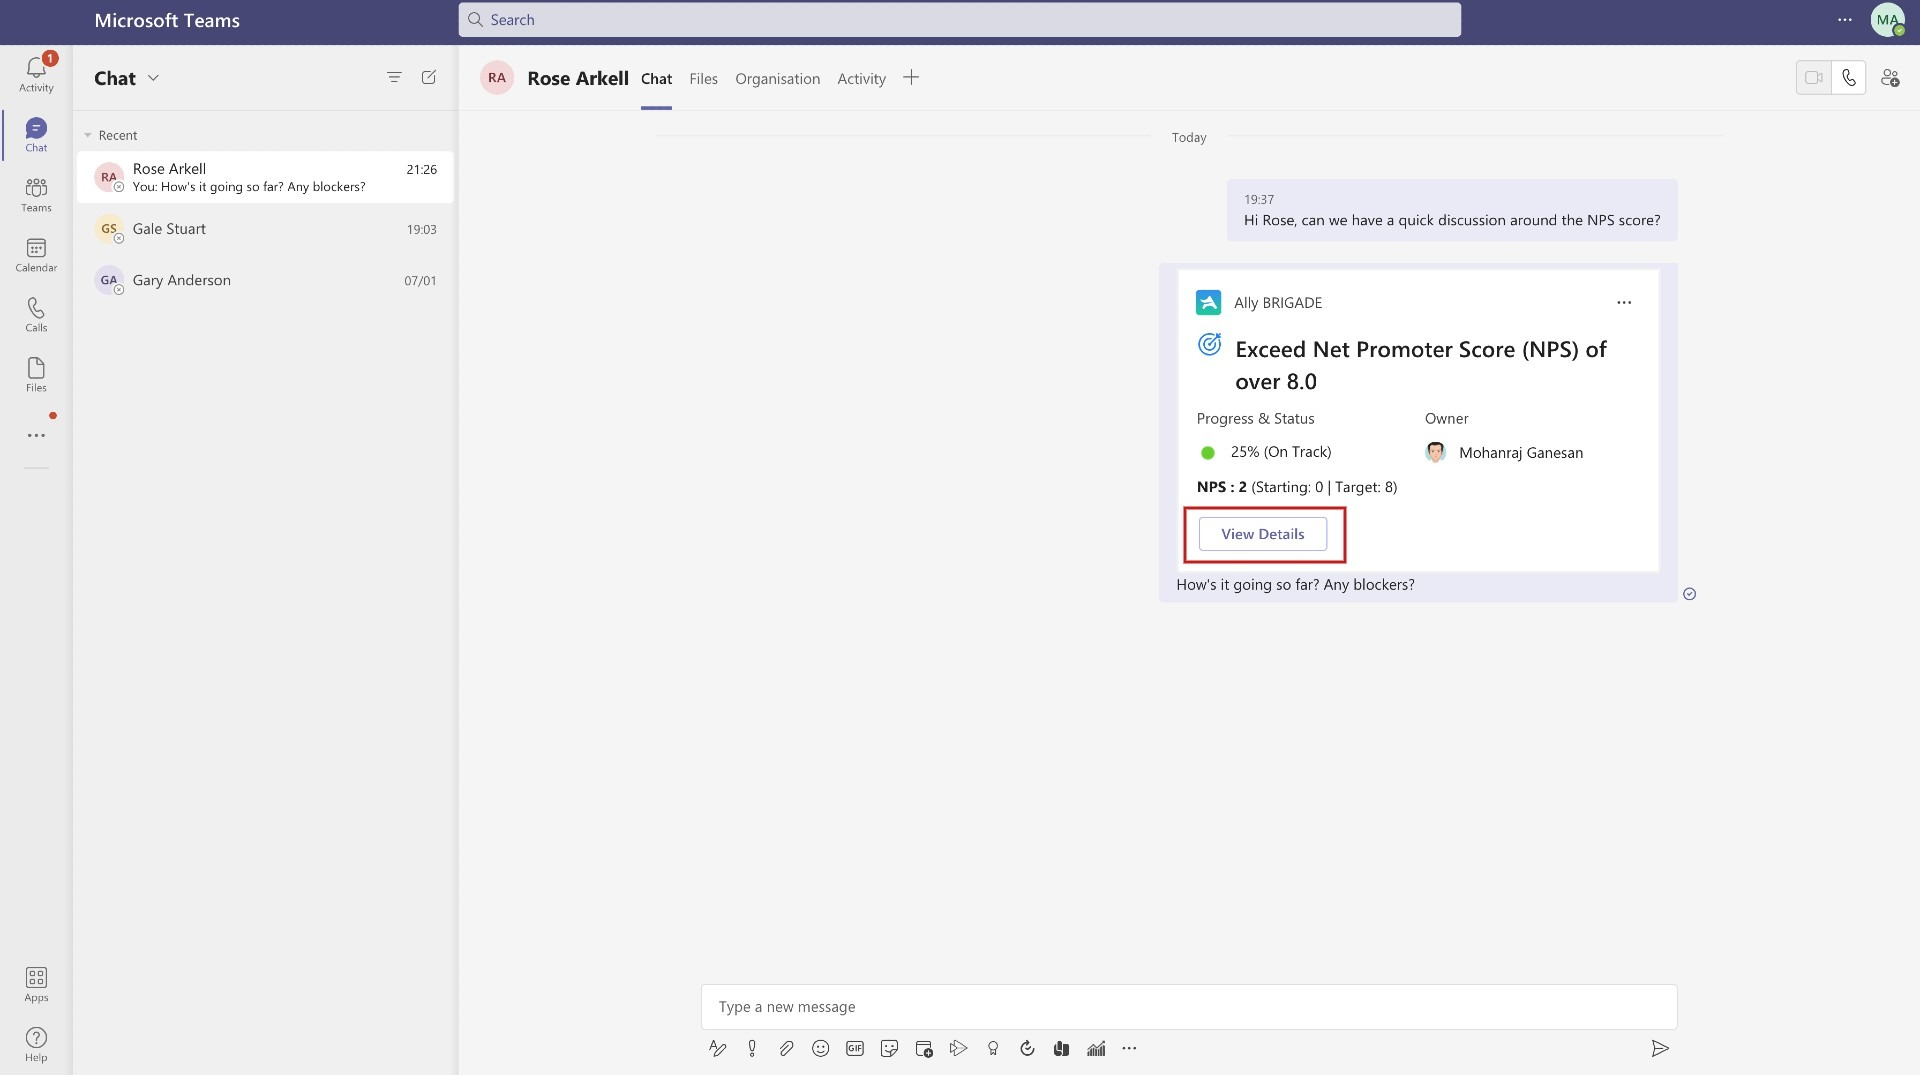 Microsoft Teams
Search
MA
1
Activity
Chat
Teams
Calendar
Calls
Files
Apps
Help
Chat
Recent
RA
Rose Arkell
21:26
You: How's it going so far? Any blockers?
GS
Gale Stuart
19:03
GA
Gary Anderson
07/01
RA
Rose Arkell
Chat
Files
Organisation
Activity
Today
19:37
Hi Rose, can we have a quick discussion around the NPS score?
Ally BRIGADE
Exceed Net Promoter Score (NPS) of
over 8.0
Progress & Status
Owner
25% (On Track)
Mohanraj Ganesan
NPS : 2 (Starting: 0 | Target: 8)
View Details
How's it going so far? Any blockers?
Type a new message
GIF